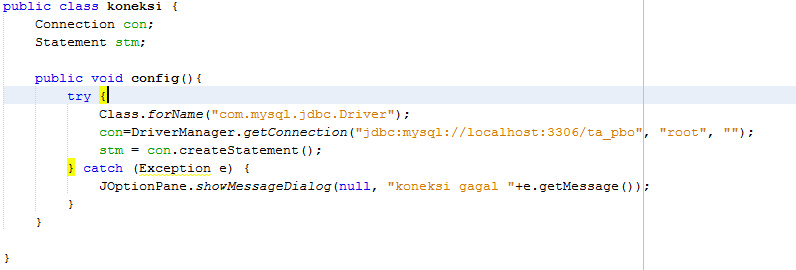 public class koneksi {
Connection con;
Statement stm;
public void config(){
try {
Class.forName("com.mysql.jdbc.Driver");
con=DriverManager.getConnection("jdbc:mysql://localhost:3306/ta_pbo", "root", "");
stm = con.createStatement();
} catch (Exception e) {
JOptionPane.showMessageDialog(null, "koneksi gagal "+e.getMessage());
}
}
}